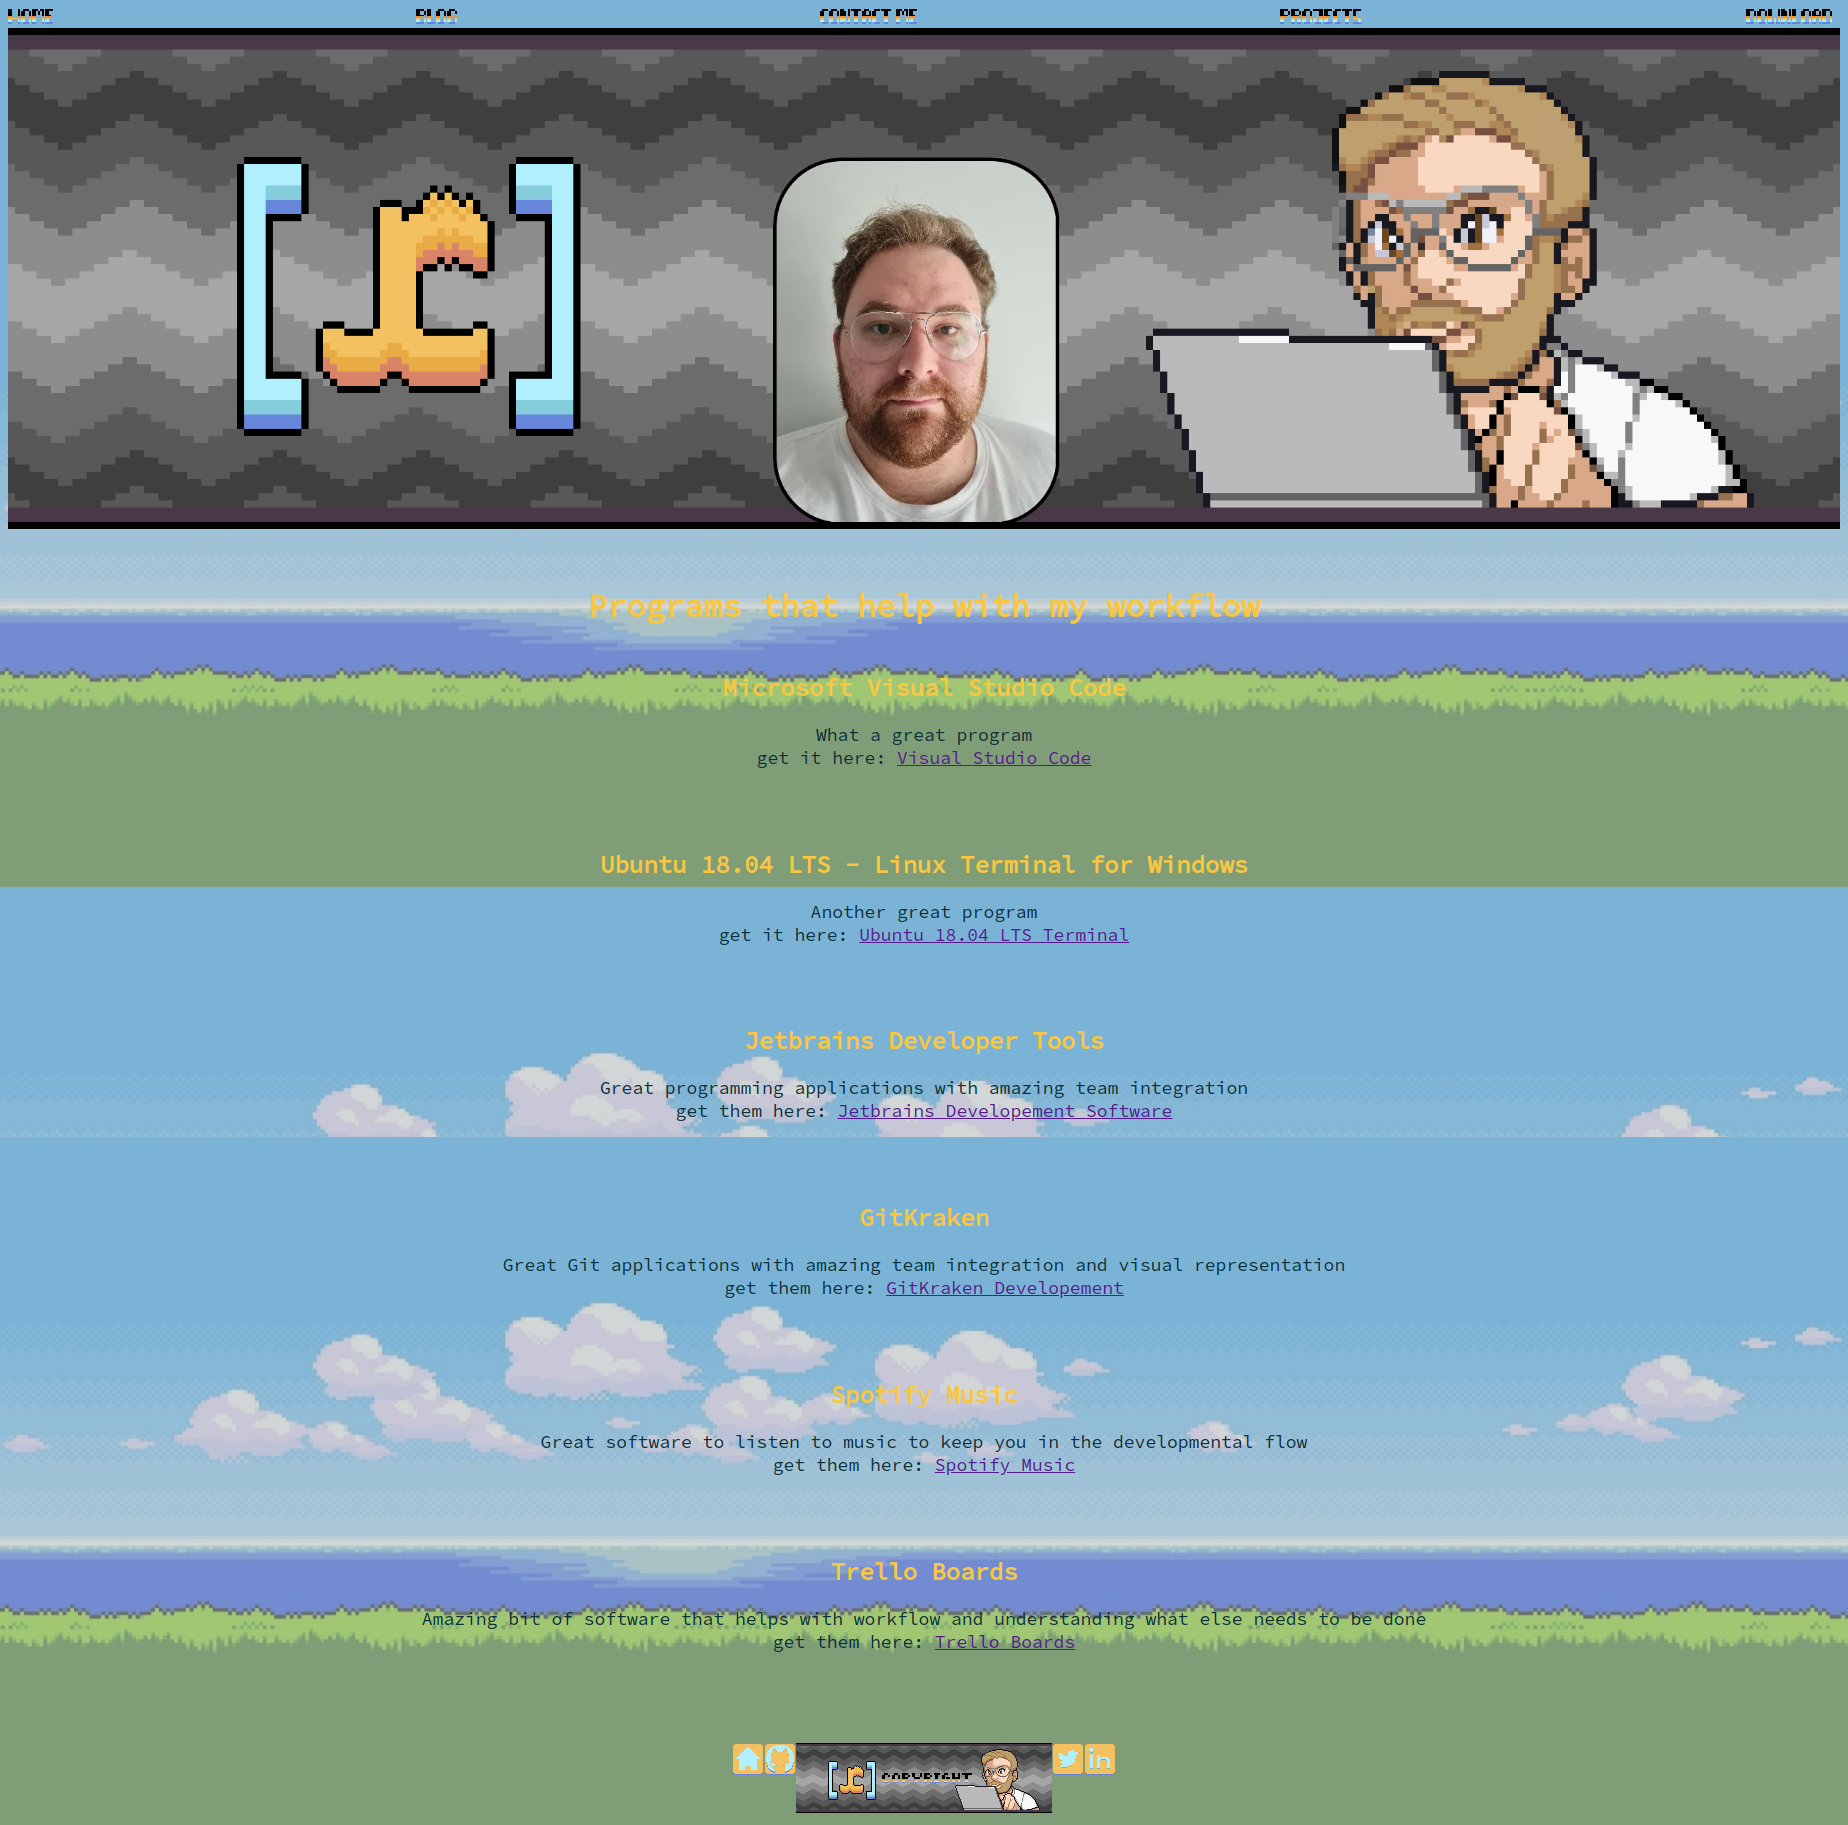 HOME BLOG CONTACT ME PROJECTS DOWNLOAD
[r]
Programs that help with my workflow
Microsoft Visual Studio Code
What a great program
get it here: Visual Studio Code
Ubuntu 18.04 LTS - Linux Terminal for Windows
Another great program
get it here: Ubuntu 18.04 LTS Terminal
Jetbrains Developer Tools
Great programming applications with amazing team integration
get them here: Jetbrains Developement Software
GitKraken
Great Git applications with amazing team integration and visual representation
get them here: GitKraken Developement
Spotify Music
Great software to listen to music to keep you in the developmental flow
get them here: Spotify Music
Trello Boards
Amazing bit of software that helps with workflow and understanding what else needs to be done
get them here: Trello Boards
[r] COPYRIGHT in